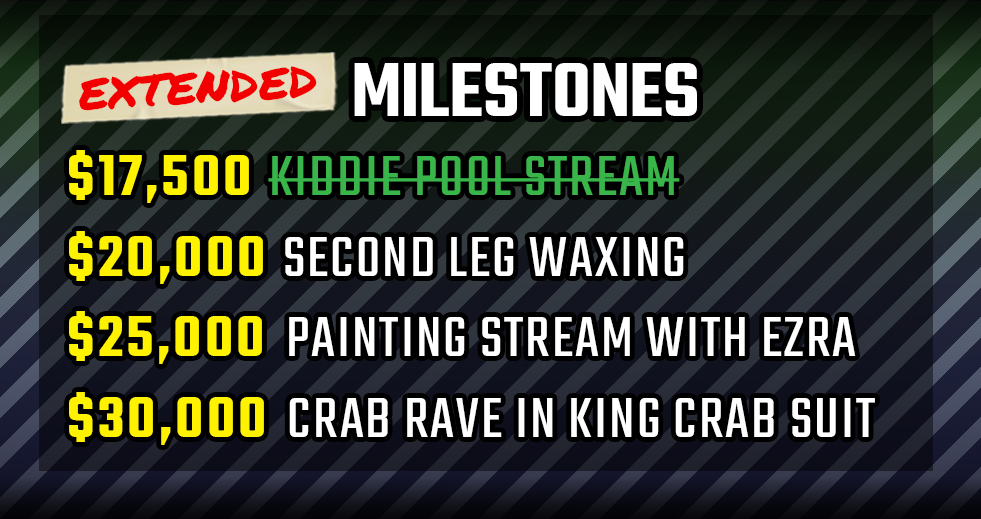 EXTENDED MILESTONES
$17,500 KIDDIE POOL STREAM
$20,000 SECOND LEG WAXING
$25,000 PAINTING STREAM WITH EZRA
$30,000 CRAB RAVE IN KING CRAB SUIT